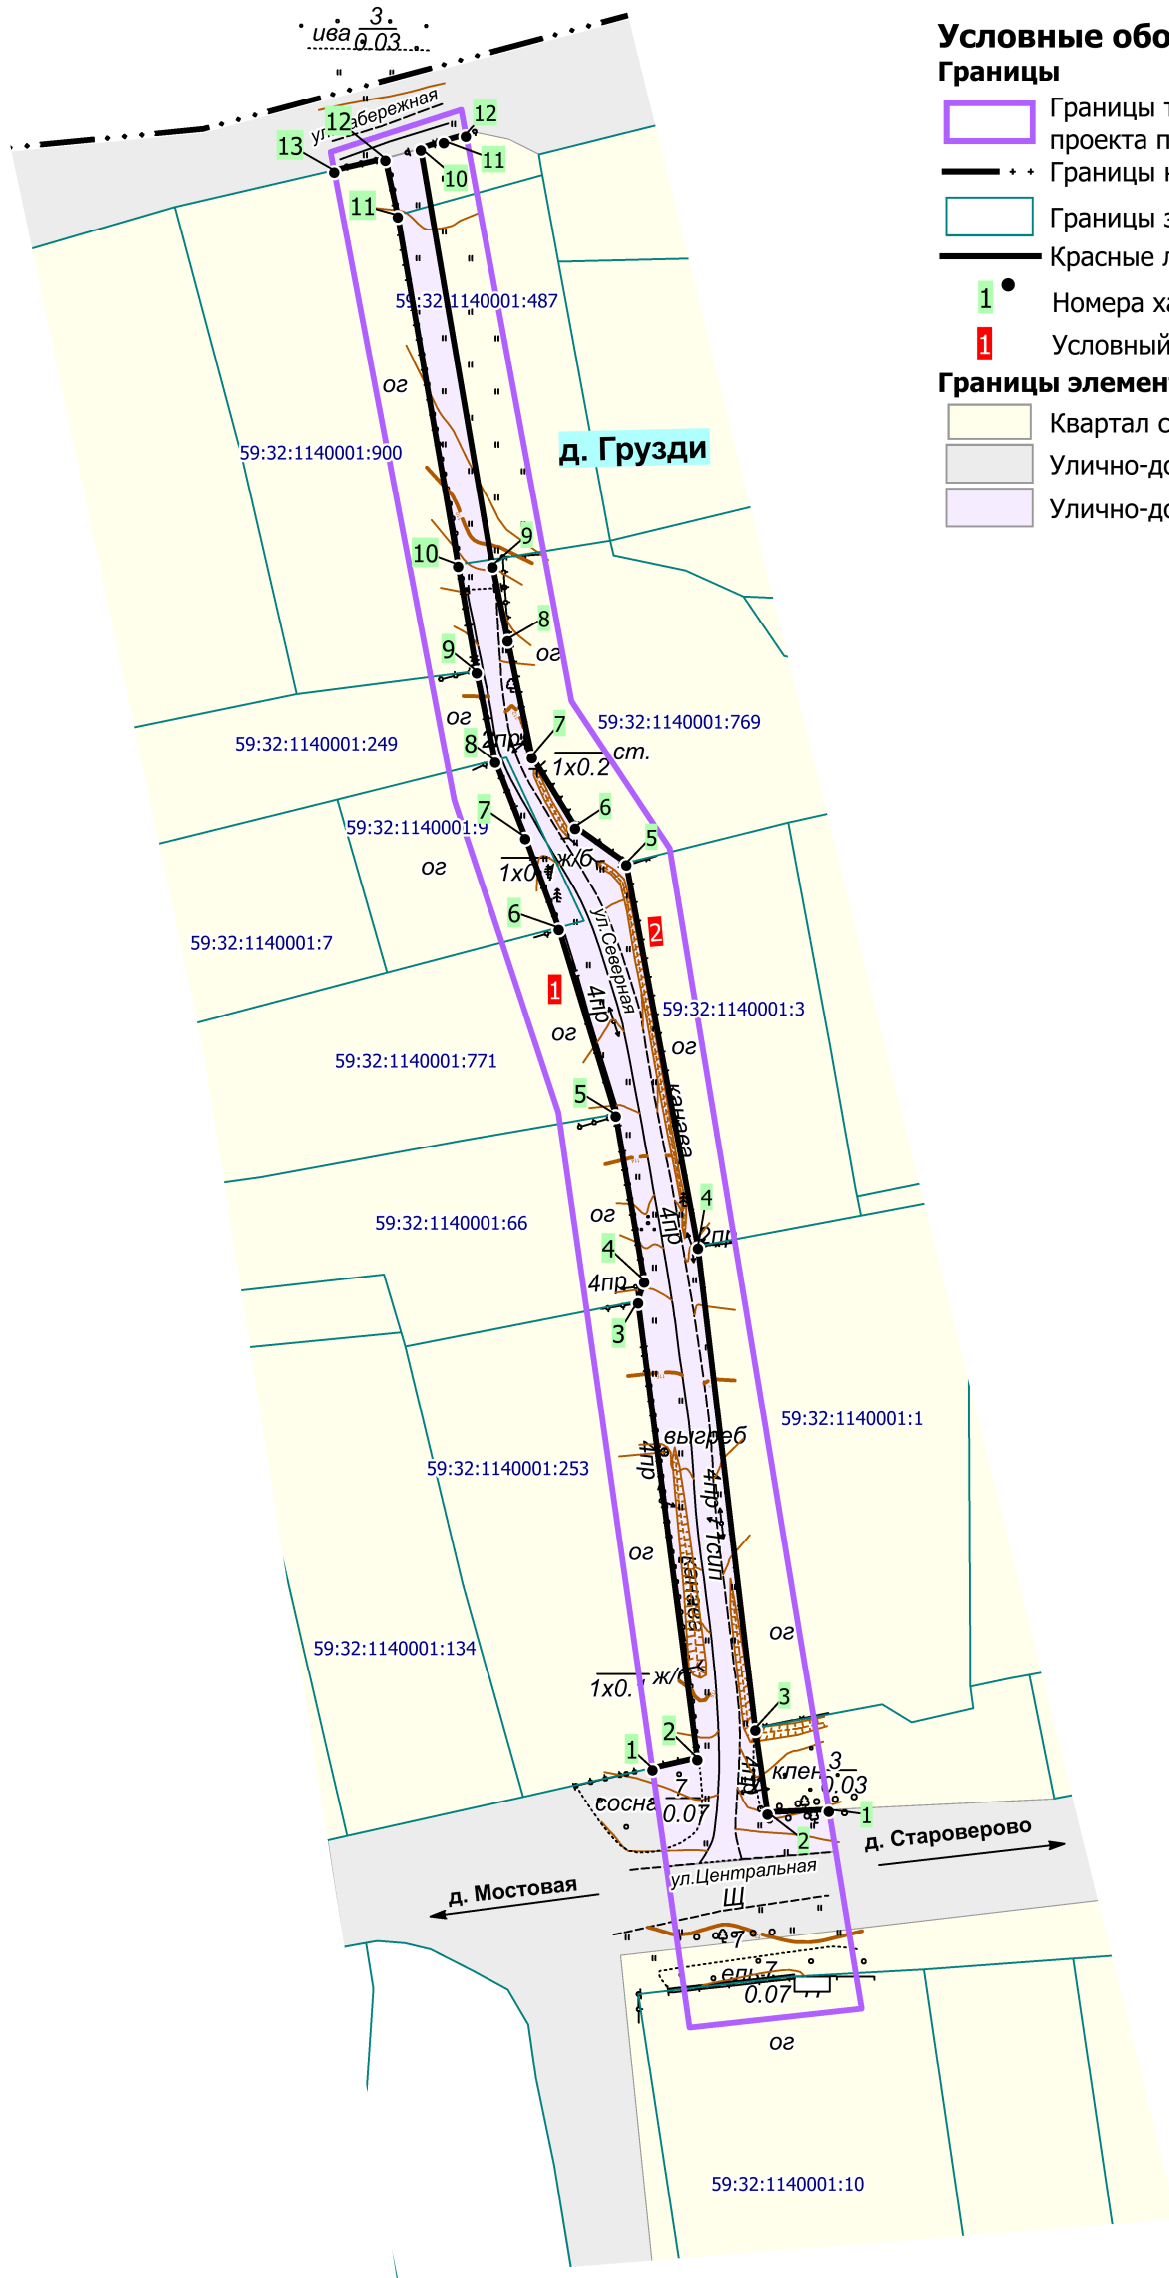 ива 3
0.03
Условные обо
Границы
Границы т
проекта п
Границы н
Границы з
Красные л
1 Номера ха
1 Условный
Границы элемен
Квартал с
Улично-до
Улично-до
ул.Набережная
12
12
13
11
10
11
59:32:1140001:487
ог
59:32:1140001:900
д. Грузди
9
10
8
9
ог
ог
59:32:1140001:769
59:32:1140001:249
7
8
2пр
ст.
1х0.2
7
6
59:32:1140001:9
5
ж/б
ог
6
2
ул.Северная
59:32:1140001:7
1
4пр
59:32:1140001:3
ог
ог
59:32:1140001:771
5
канава
4
ог
59:32:1140001:66
4пр
2пр
4
4пр
3
59:32:1140001:1
выгреб
59:32:1140001:253
4пр
4пр
1сип
ог
канава
ог
59:32:1140001:134
ж/б
3
2
1
4пр
клен 3
0.03
7
сосна
0.07
1
2
д. Староверово
ул.Центральная
д. Мостовая
Щ
7
ель 7
0.07
ог
59:32:1140001:10